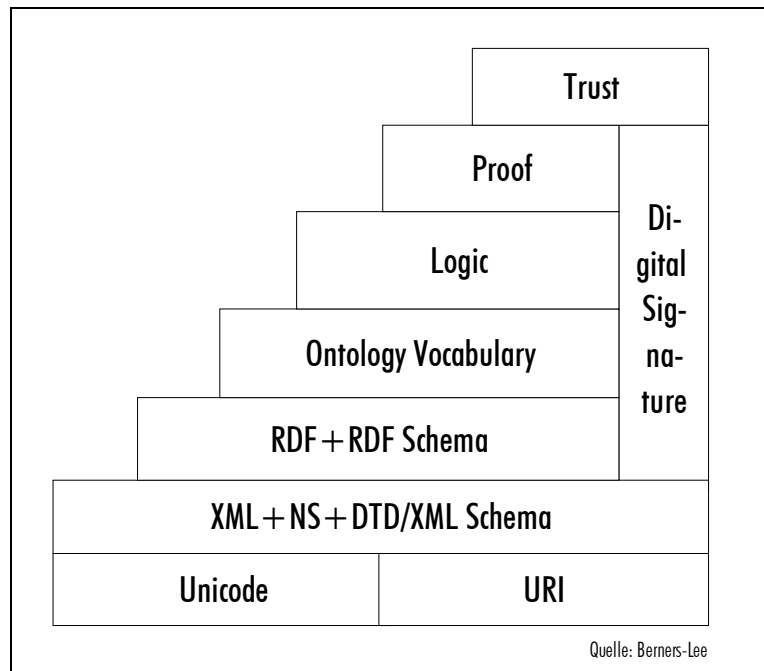 Trust
Proof
Logic
Ontology Vocabulary
RDF+RDF Schema
Di-
gital
Sig-
na-
ture
XML+NS+DTD/XML Schema
Unicode
URI
Quelle: Berners-Lee